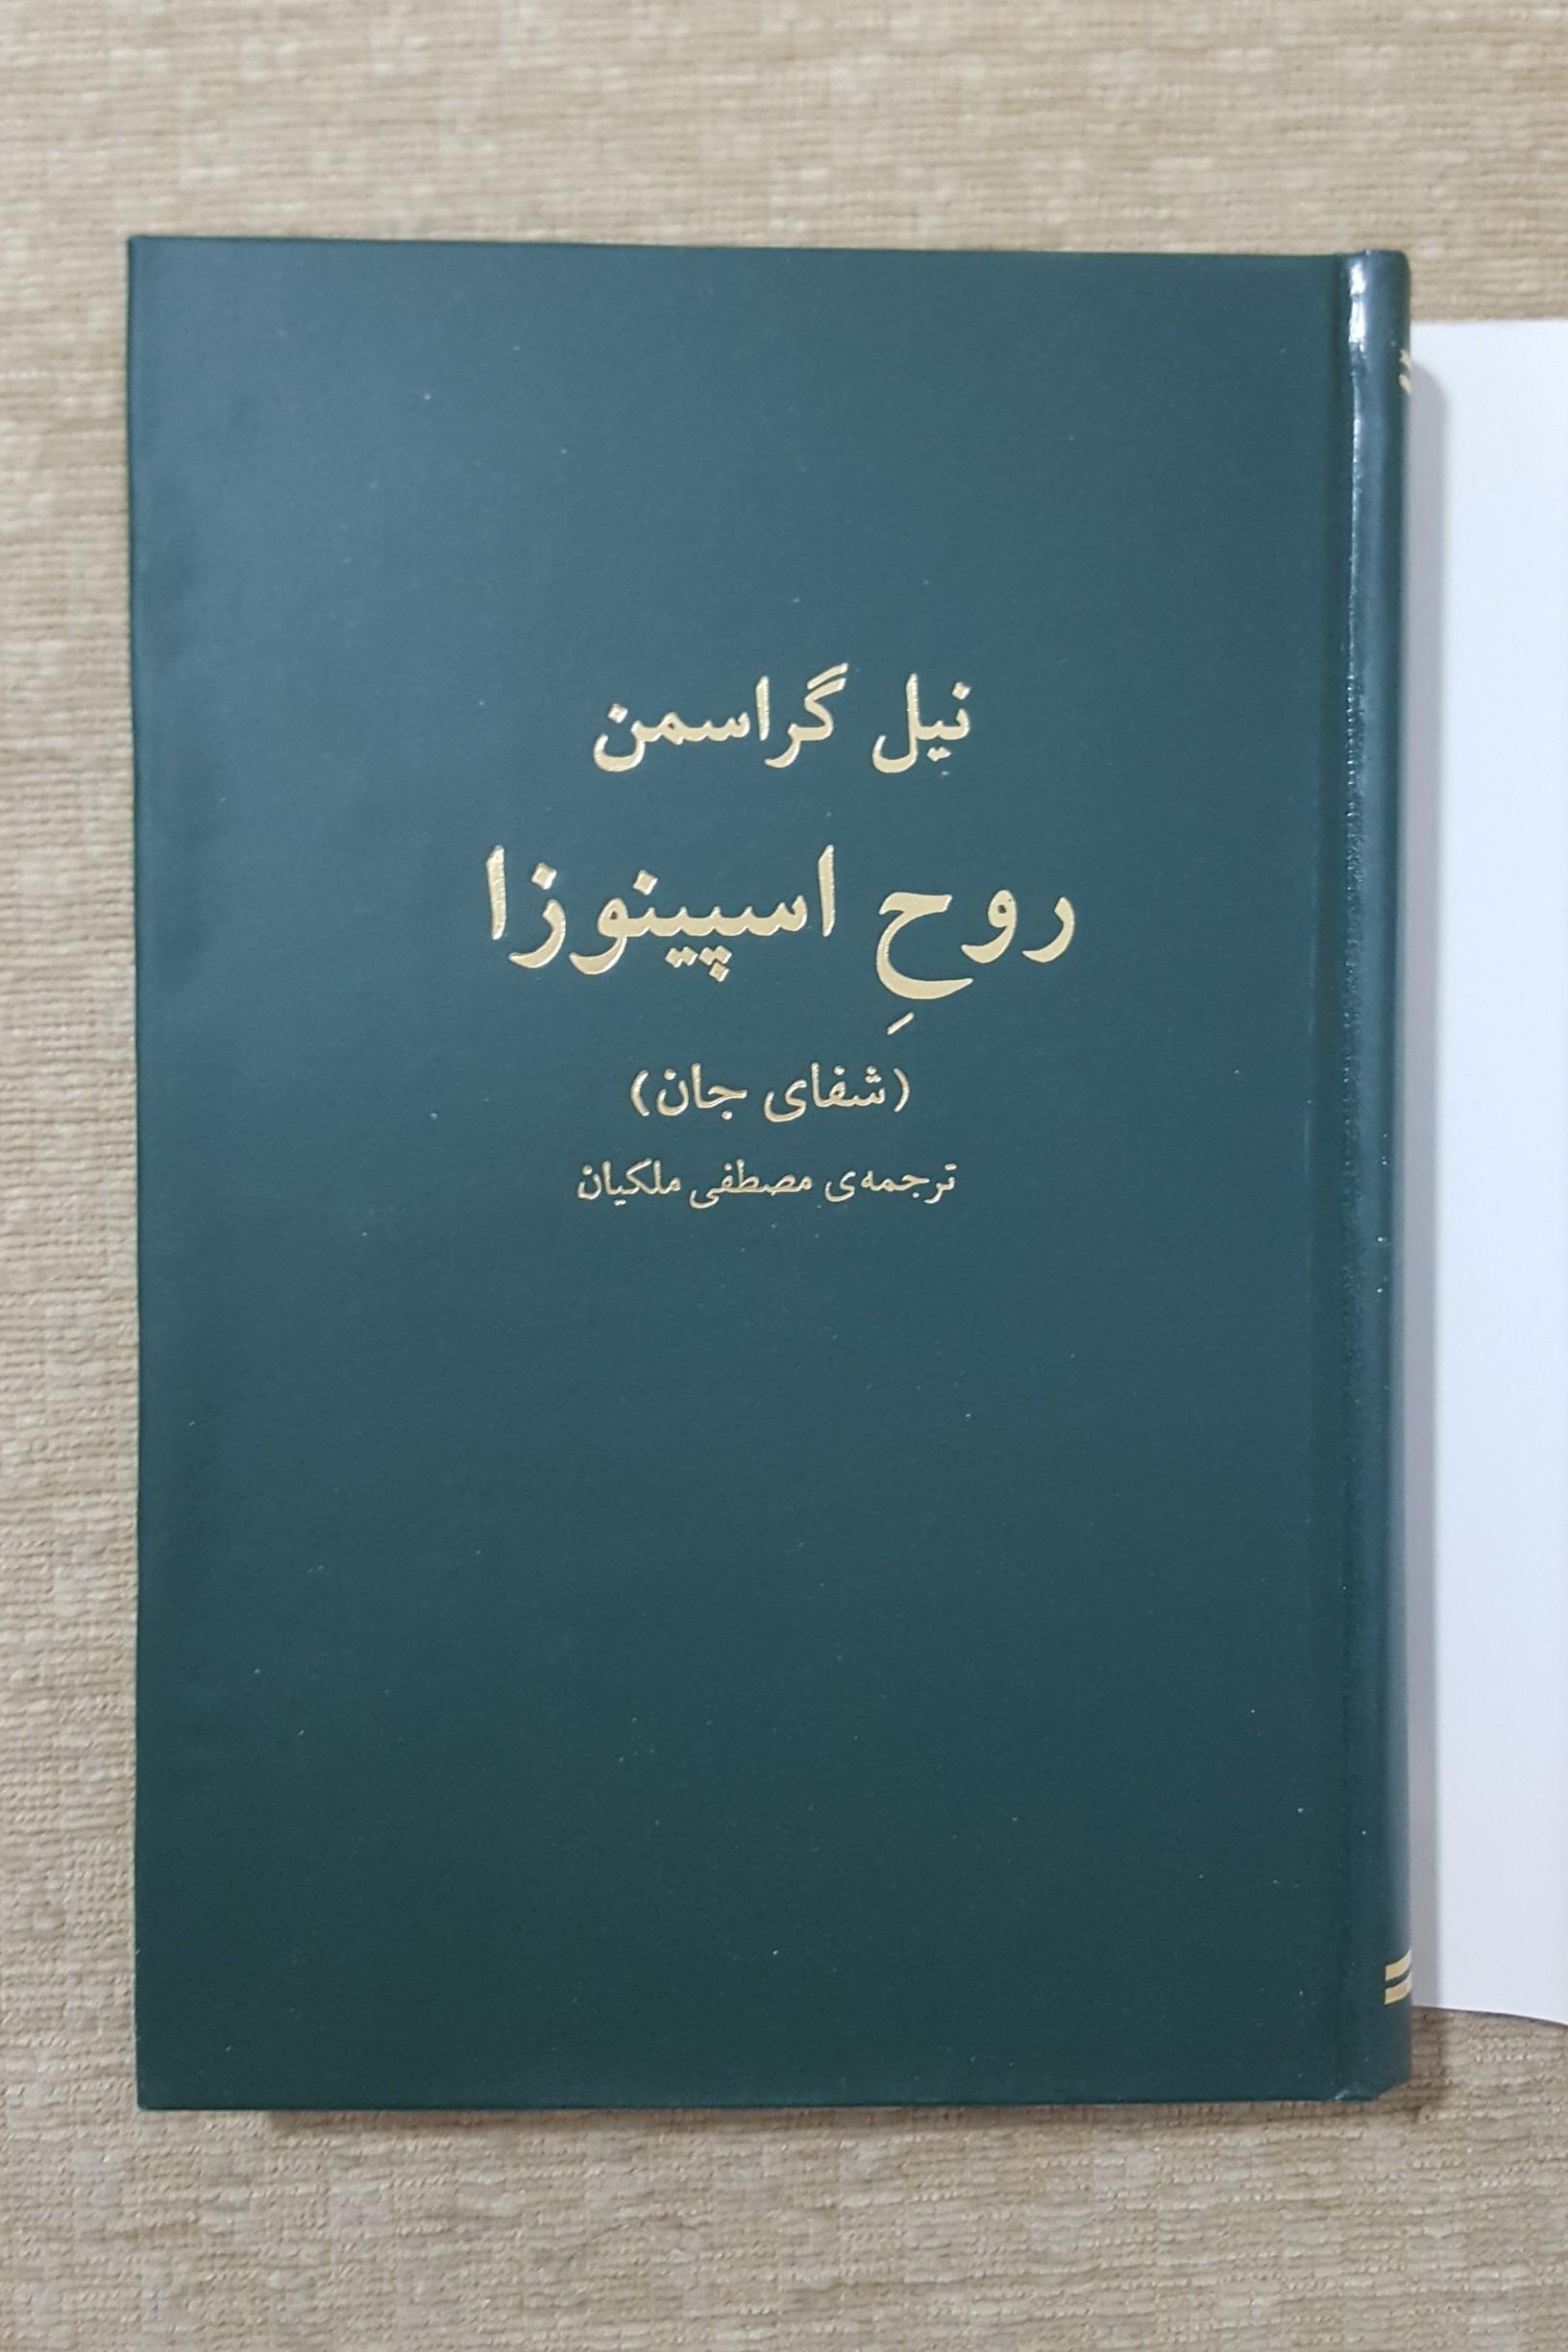 نیل گراسمن
روحِ اسپینوزا
(شفای جان)
ترجمه‌ی مصطفی ملکیان